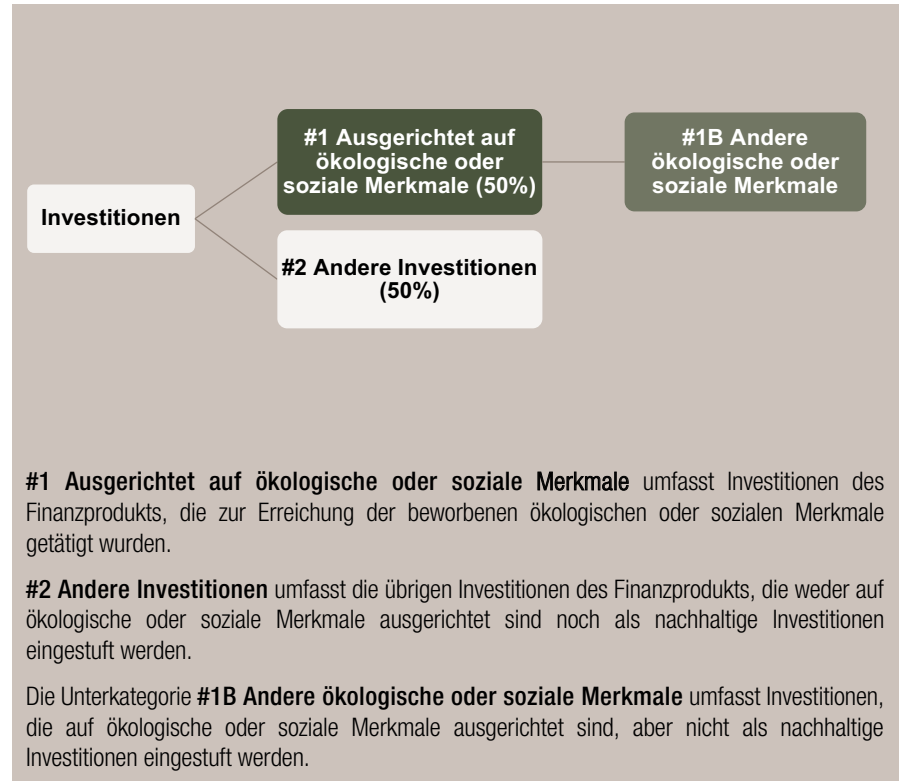 #1 Ausgerichtet auf
ökologische oder
soziale Merkmale (50%)
#1B Andere
ökologische oder
soziale Merkmale
Investitionen
#2 Andere Investitionen
(50%)
#1 Ausgerichtet auf ökologische oder soziale Merkmale umfasst Investitionen des
Finanzprodukts, die zur Erreichung der beworbenen ökologischen oder sozialen Merkmale
getätigt wurden.
#2 Andere Investitionen umfasst die übrigen Investitionen des Finanzprodukts, die weder auf
ökologische oder soziale Merkmale ausgerichtet sind noch als nachhaltige Investitionen
eingestuft werden.
Die Unterkategorie #1B Andere ökologische oder soziale Merkmale umfasst Investitionen,
die auf ökologische oder soziale Merkmale ausgerichtet sind, aber nicht als nachhaltige
Investitionen eingestuft werden.